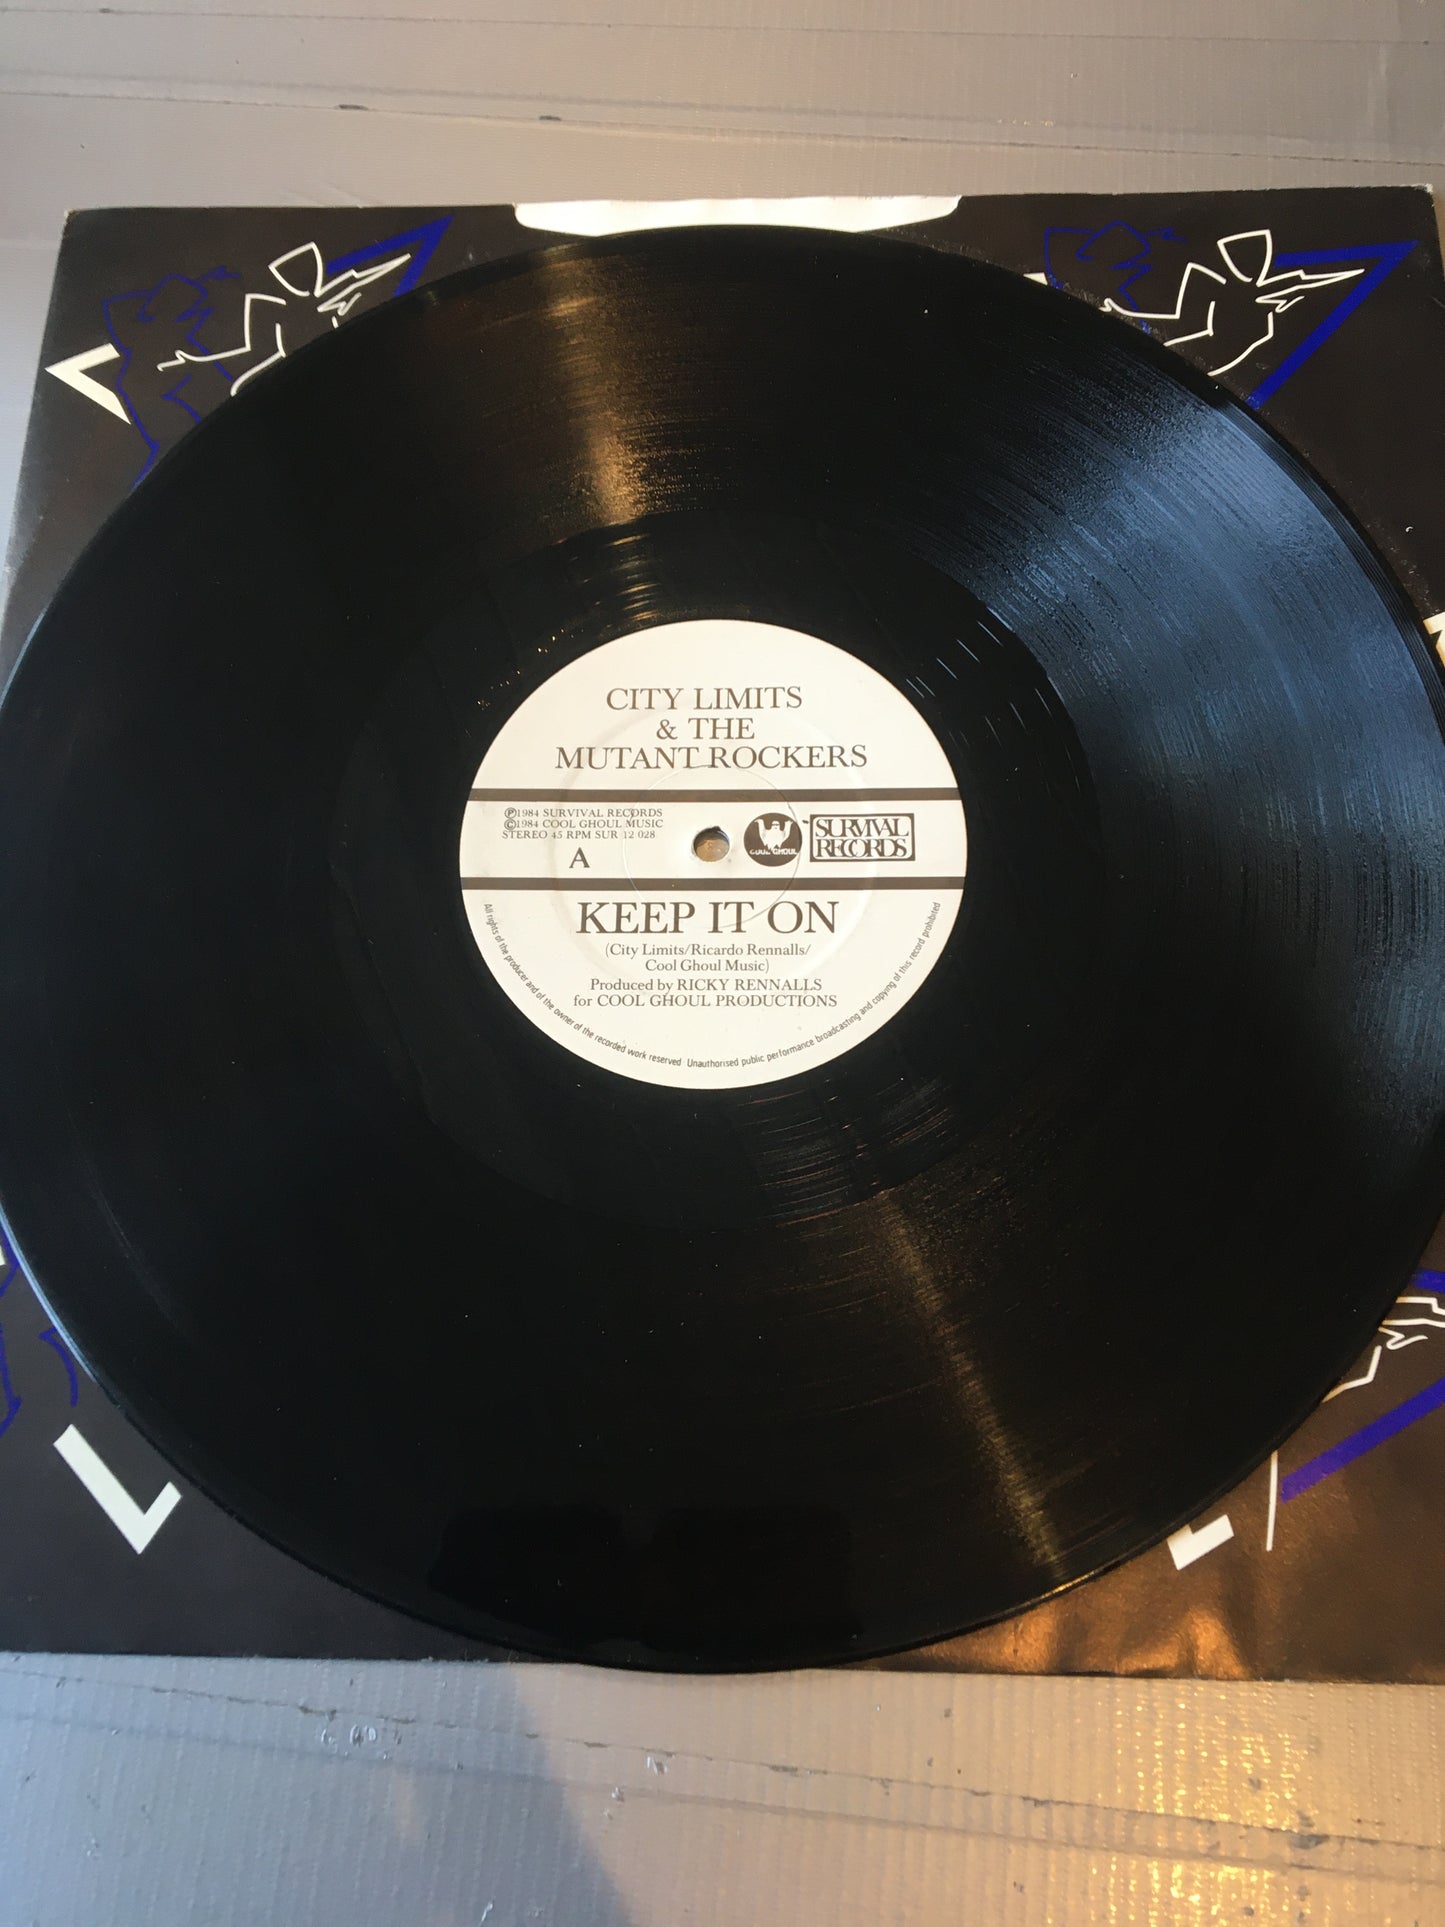 CITY LIMITS
& THE
MUTANT ROCKERS
Ⓟ1984 SURVIVAL RECORDS
©1984 COOL GHOUL MUSIC
STEREO 45 RPM SUR 12 028
A
COOL GHOUL
SURVIVAL
RECORDS
KEEP IT ON
(City Limits/Ricardo Rennalls/
Cool Ghoul Music)
Produced by RICKY RENNALLS
for COOL GHOUL PRODUCTIONS
All rights of the producer and of the owner of the recorded work reserved · Unauthorised public performance broadcasting and copying of this record prohibited